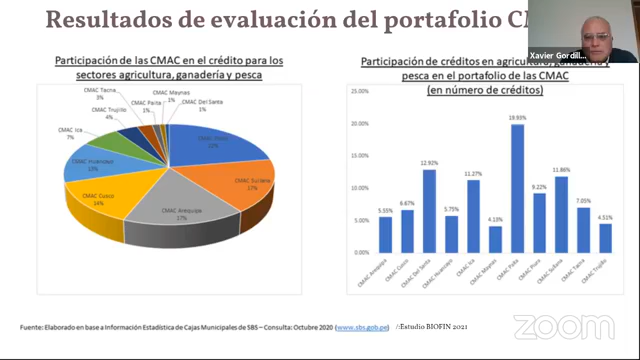 Resultados de evaluación del portafolio CM
Xavier Gordill...
Participación de las CMAC en el crédito para los
sectores agricultura, ganadería y pesca
CMAC Tacna
3%
CMAC Trujillo
4%
CMAC Ica
7%
CMAC Paita
1%
CMAC Maynas
1%
CMAC Del Santa
1%
CMAC Huancayo
13%
CMAC Cusco
14%
CMAC Arequipa
17%
CMAC Sullana
17%
Participación de créditos en agricultura, ganadería y
pesca en el portafolio de las CMAC
(en número de créditos)
25.00%
20.00%
15.00%
10.00%
5.00%
0.00%
5.55%
6.67%
12.92%
5.75%
11.27%
4.13%
19.93%
9.22%
11.86%
7.05%
4.51%
CMAC Arequipa
CMAC Cusco
CMAC Del Santa
CMAC Huancayo
CMAC Ica
CMAC Maynas
CMAC Paita
CMAC Piura
CMAC Sullana
CMAC Tacna
CMAC Trujillo
Fuente: Elaborado en base a Información Estadística de Cajas Municipales de SBS – Consulta: Octubre 2020 (www.sbs.gob.pe) /:Estudio BIOFIN 2021
zoom